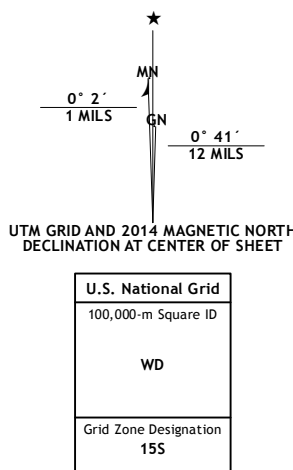 ★
MN
0° 2´
1 MILS
GN
0° 41´
12 MILS
UTM GRID AND 2014 MAGNETIC NORTH
DECLINATION AT CENTER OF SHEET
U.S. National Grid
100,000-m Square ID
WD
Grid Zone Designation
15S